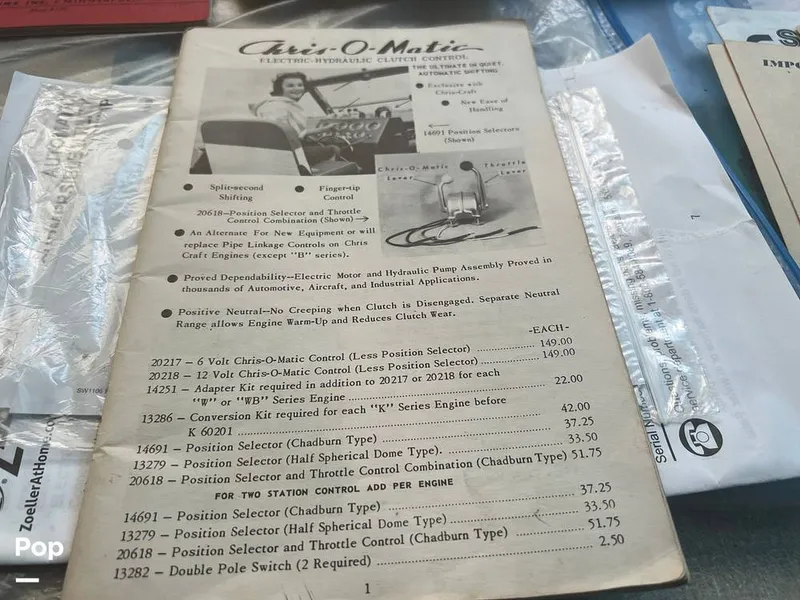 Chris-O-Matic
ELECTRIC-HYDRAULIC CLUTCH CONTROL
THE ULTIMATE IN QUIET,
AUTOMATIC SHIFTING
● Exclusive with
Chris-Craft
● New Ease of
Handling
←
14691 Position Selectors
(Shown)
Chris-O-Matic
Lever
Throttle
Lever
● Split-second
Shifting
● Finger-tip
Control
20618—Position Selector and Throttle
Control Combination (Shown) →
● An Alternate For New Equipment or will
replace Pipe Linkage Controls on Chris
Craft Engines (except "B" series).
● Proved Dependability—Electric Motor and Hydraulic Pump Assembly Proved in
thousands of Automotive, Aircraft, and Industrial Applications.
● Positive Neutral—No Creeping when Clutch is Disengaged. Separate Neutral
Range allows Engine Warm-Up and Reduces Clutch Wear.
-EACH-
20217 — 6 Volt Chris-O-Matic Control (Less Position Selector) .................... 149.00
20218 — 12 Volt Chris-O-Matic Control (Less Position Selector) .................... 149.00
14251 — Adapter Kit required in addition to 20217 or 20218 for each
"W" or "WB" Series Engine .................... 22.00
13286 — Conversion Kit required for each "K" Series Engine before
K 60201 .................... 42.00
14691 — Position Selector (Chadburn Type) .................... 37.25
13279 — Position Selector (Half Spherical Dome Type). .................... 33.50
20618 — Position Selector and Throttle Control Combination (Chadburn Type) 51.75
FOR TWO STATION CONTROL ADD PER ENGINE
14691 — Position Selector (Chadburn Type) .................... 37.25
13279 — Position Selector (Half Spherical Dome Type) .................... 33.50
20618 — Position Selector and Throttle Control (Chadburn Type) .................... 51.75
13282 — Double Pole Switch (2 Required) .................... 2.50
1
ZoellerAtHome.co
Serial Num
1
IMPO
Pop